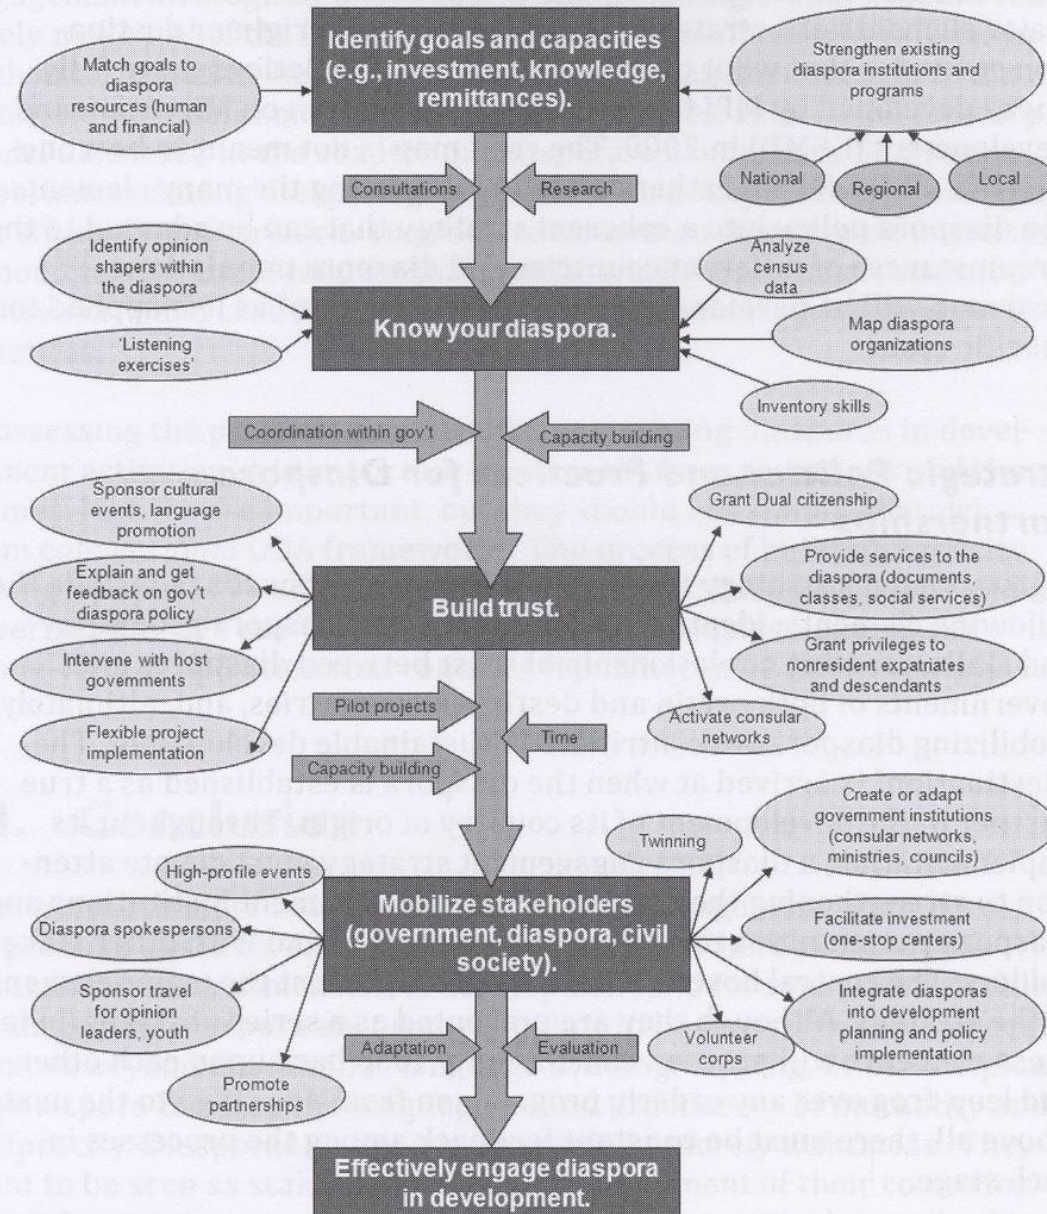 Identify goals and capacities
(e.g., investment, knowledge,
remittances).
Match goals to
diaspora
resources (human
and financial)
Strengthen existing
diaspora institutions and
programs
National
Regional
Local
Consultations
Research
Identify opinion
shapers within
the diaspora
'Listening
exercises'
Know your diaspora.
Analyze
census
data
Map diaspora
organizations
Inventory skills
Coordination within gov't
Capacity building
Sponsor cultural
events, language
promotion
Explain and get
feedback on gov't
diaspora policy
Intervene with host
governments
Flexible project
implementation
Build trust.
Grant Dual citizenship
Provide services to the
diaspora (documents,
classes, social services)
Grant privileges to
nonresident expatriates
and descendants
Activate consular
networks
Pilot projects
Time
Capacity building
High-profile events
Diaspora spokespersons
Sponsor travel
for opinion
leaders, youth
Promote
partnerships
Mobilize stakeholders
(government, diaspora, civil
society).
Twinning
Create or adapt
government institutions
(consular networks,
ministries, councils)
Facilitate investment
(one-stop centers)
Integrate diasporas
into development
planning and policy
implementation
Volunteer
corps
Adaptation
Evaluation
Effectively engage diaspora
in development.